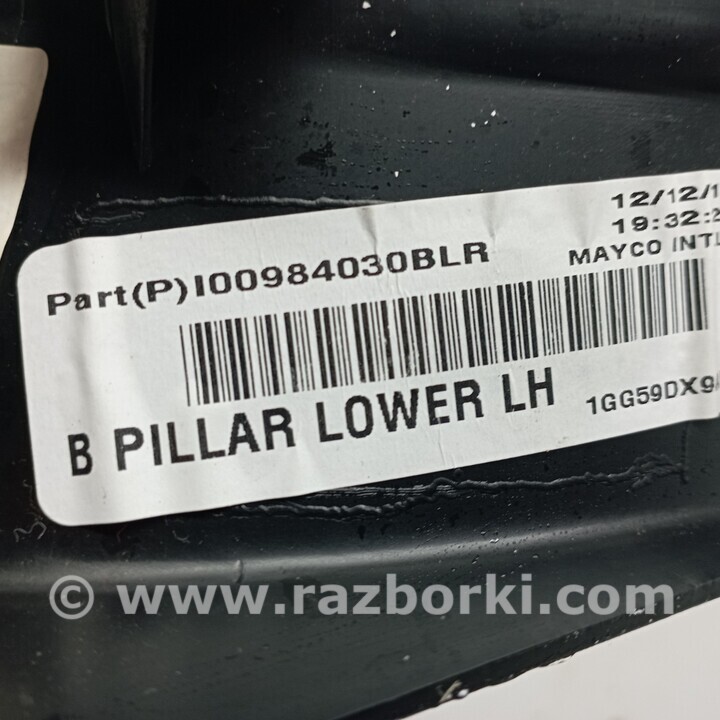 12/12/1
19:32:2
MAYCO INTL
Part(P)I00984030BLR
1GG59DX9
B PILLAR LOWER LH
© www.razborki.com